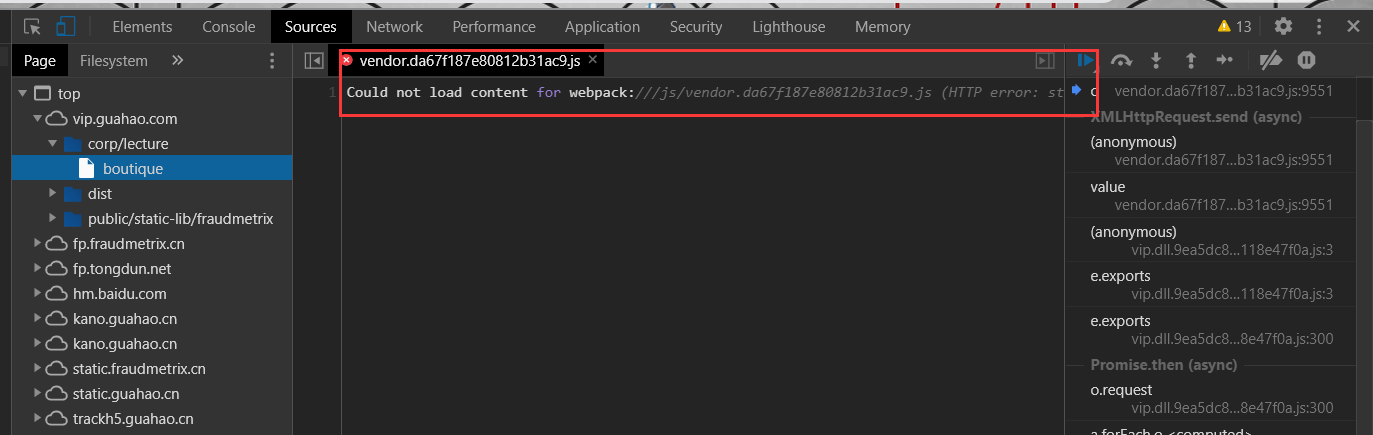 Elements Console Sources Network Performance Application Security Lighthouse Memory 13
Page Filesystem
top
vip.guahao.com
corp/lecture
boutique
dist
public/static-lib/fraudmetrix
fp.fraudmetrix.cn
fp.tongdun.net
hm.baidu.com
kano.guahao.cn
kano.guahao.cn
static.fraudmetrix.cn
static.guahao.cn
trackh5.guahao.cn
vendor.da67f187e80812b31ac9.js
1 Could not load content for webpack:///js/vendor.da67f187e80812b31ac9.js (HTTP error: st
vendor.da67f187...b31ac9.js:9551
XMLHttpRequest.send (async)
(anonymous)
vendor.da67f187...b31ac9.js:9551
value
vendor.da67f187...b31ac9.js:9551
(anonymous)
vip.dll.9ea5dc8...118e47f0a.js:3
e.exports
vip.dll.9ea5dc8...118e47f0a.js:3
e.exports
vip.dll.9ea5dc8...8e47f0a.js:300
Promise.then (async)
o.request
vip.dll.9ea5dc8...8e47f0a.js:300
a.forEach.o.<computed>